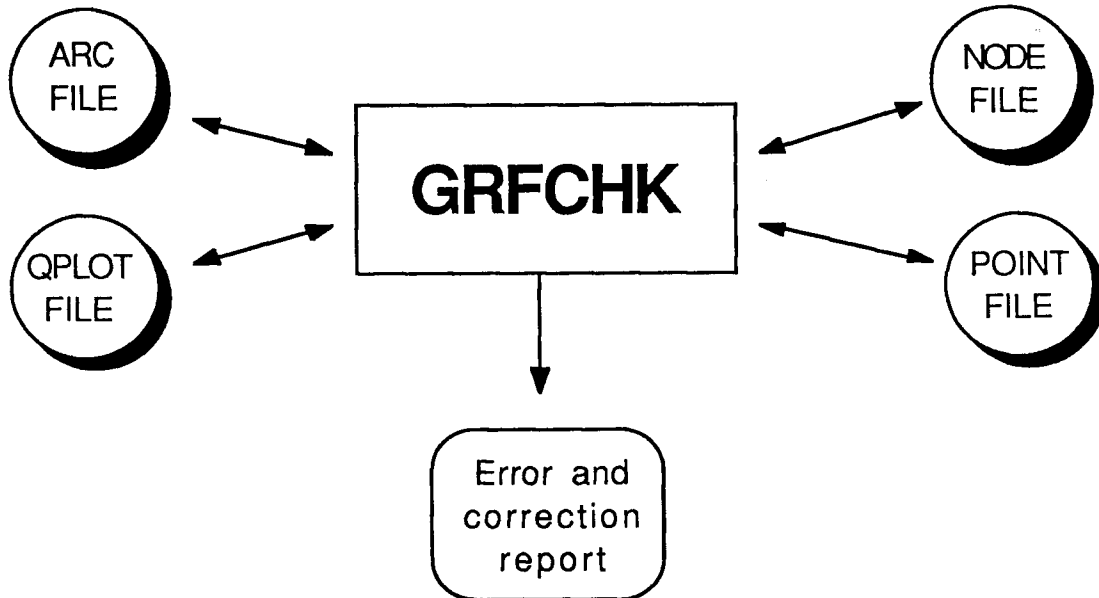 ARC
FILE
NODE
FILE
GRFCHK
QPLOT
FILE
POINT
FILE
Error and
correction
report